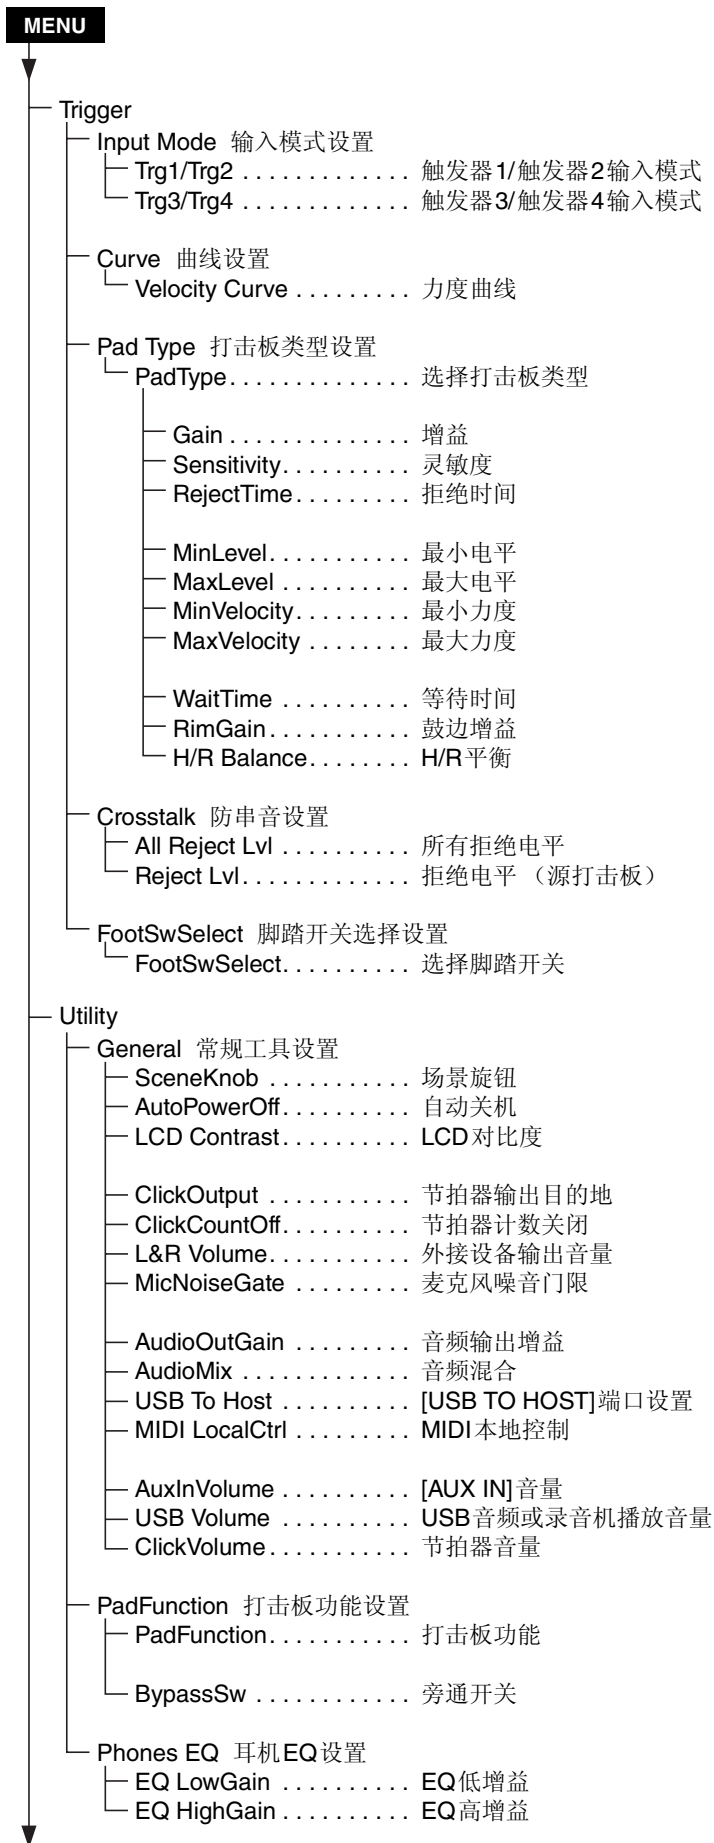 MENU
Trigger
Input Mode 输入模式设置
Trg1/Trg2 . . . . . . . . . . . . . 触发器1/触发器2输入模式
Trg3/Trg4 . . . . . . . . . . . . . 触发器3/触发器4输入模式
Curve 曲线设置
Velocity Curve . . . . . . . . . 力度曲线
Pad Type 打击板类型设置
PadType. . . . . . . . . . . . . . 选择打击板类型
Gain . . . . . . . . . . . . . . 增益
Sensitivity. . . . . . . . . . 灵敏度
RejectTime. . . . . . . . . 拒绝时间
MinLevel. . . . . . . . . . . 最小电平
MaxLevel . . . . . . . . . . 最大电平
MinVelocity. . . . . . . . . 最小力度
MaxVelocity . . . . . . . . 最大力度
WaitTime . . . . . . . . . . 等待时间
RimGain. . . . . . . . . . . 鼓边增益
H/R Balance. . . . . . . . H/R平衡
Crosstalk 防串音设置
All Reject Lvl . . . . . . . . . . 所有拒绝电平
Reject Lvl. . . . . . . . . . . . . 拒绝电平 （源打击板）
FootSwSelect 脚踏开关选择设置
FootSwSelect. . . . . . . . . . 选择脚踏开关
Utility
General 常规工具设置
SceneKnob . . . . . . . . . . . 场景旋钮
AutoPowerOff. . . . . . . . . . 自动关机
LCD Contrast. . . . . . . . . . LCD对比度
ClickOutput . . . . . . . . . . . 节拍器输出目的地
ClickCountOff. . . . . . . . . . 节拍器计数关闭
L&R Volume. . . . . . . . . . . 外接设备输出音量
MicNoiseGate . . . . . . . . . . 麦克风噪音门限
AudioOutGain . . . . . . . . . 音频输出增益
AudioMix . . . . . . . . . . . . . 音频混合
USB To Host . . . . . . . . . . [USB TO HOST]端口设置
MIDI LocalCtrl . . . . . . . . . MIDI本地控制
AuxInVolume . . . . . . . . . . [AUX IN]音量
USB Volume . . . . . . . . . . USB音频或录音机播放音量
ClickVolume. . . . . . . . . . . 节拍器音量
PadFunction 打击板功能设置
PadFunction. . . . . . . . . . . 打击板功能
BypassSw . . . . . . . . . . . . 旁通开关
Phones EQ 耳机EQ设置
EQ LowGain . . . . . . . . . . EQ低增益
EQ HighGain . . . . . . . . . . EQ高增益